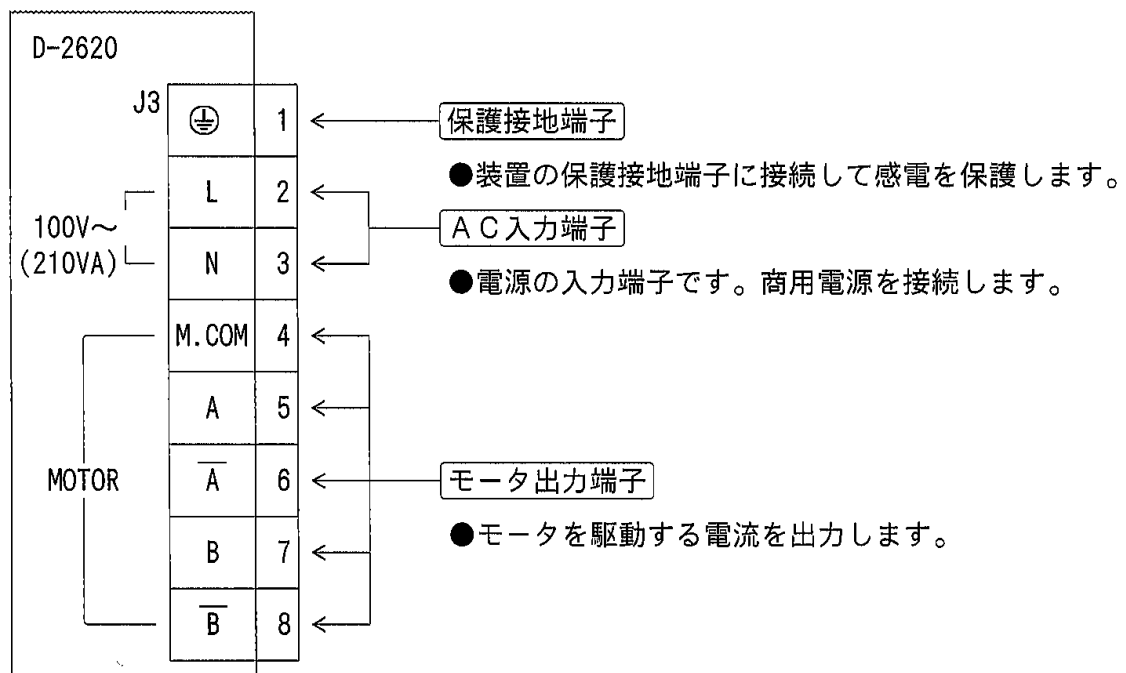 D-2620
J3
⏚ 1 保護接地端子
●装置の保護接地端子に接続して感電を保護します。
L 2
100V～
(210VA)
AC入力端子
N 3
●電源の入力端子です。商用電源を接続します。
M.COM 4
A 5
MOTOR
A̅ 6 モータ出力端子
●モータを駆動する電流を出力します。
B 7
B̅ 8